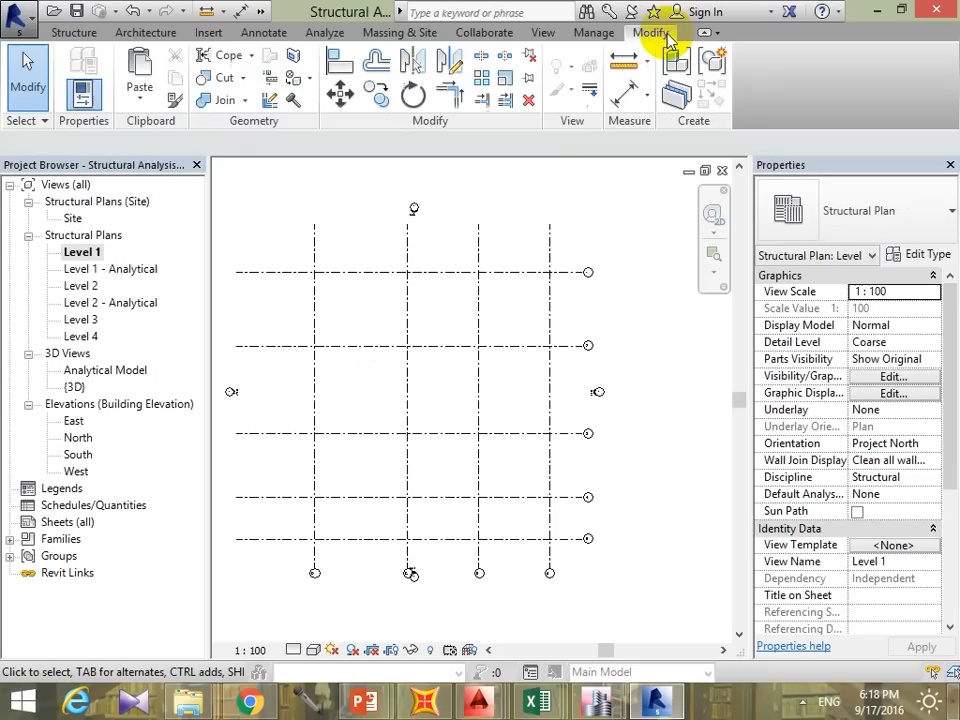 Structural A...
Type a keyword or phrase
Sign In
Structure
Architecture
Insert
Annotate
Analyze
Massing & Site
Collaborate
View
Manage
Modify
Modify
Paste
Cope
Cut
Join
Select
Properties
Clipboard
Geometry
Modify
View
Measure
Create
Project Browser - Structural Analysis...
Views (all)
Structural Plans (Site)
Site
Structural Plans
Level 1
Level 1 - Analytical
Level 2
Level 2 - Analytical
Level 3
Level 4
3D Views
Analytical Model
{3D}
Elevations (Building Elevation)
East
North
South
West
Legends
Schedules/Quantities
Sheets (all)
Families
Groups
Revit Links
2D
1 : 100
Properties
Structural Plan
Structural Plan: Level
Edit Type
Graphics
View Scale 1 : 100
Scale Value 1: 100
Display Model Normal
Detail Level Coarse
Parts Visibility Show Original
Visibility/Grap... Edit...
Graphic Displa... Edit...
Underlay None
Underlay Orie... Plan
Orientation Project North
Wall Join Display Clean all wall...
Discipline Structural
Default Analys... None
Sun Path
Identity Data
View Template <None>
View Name Level 1
Dependency Independent
Title on Sheet
Referencing S...
Referencing D...
Properties help
Apply
Click to select, TAB for alternates, CTRL adds, SHI
:0
Main Model
ENG
6:18 PM
9/17/2016